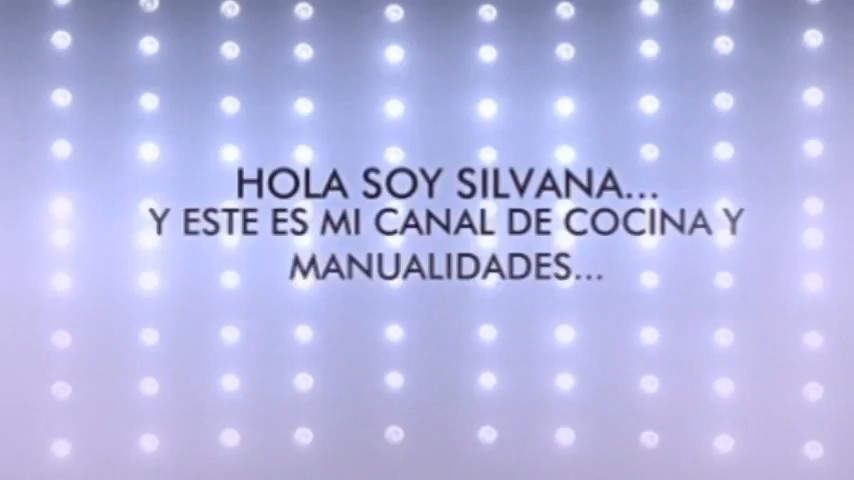 HOLA SOY SILVANA...
Y ESTE ES MI CANAL DE COCINA Y
MANUALIDADES...